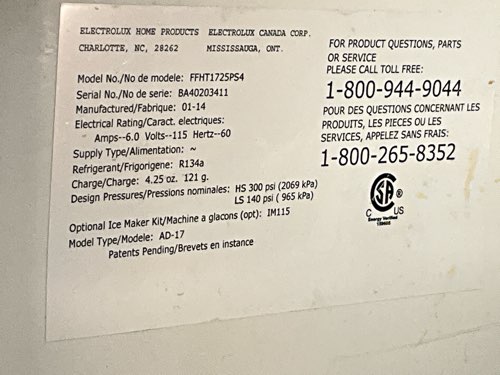 ELECTROLUX HOME PRODUCTS ELECTROLUX CANADA CORP.
CHARLOTTE, NC, 28262 MISSISSAUGA, ONT.
Model No./No de modele: FFHT1725PS4
Serial No./No de serie: BA40203411
Manufactured/Fabrique: 01-14
Electrical Rating/Caract. electriques:
Amps--6.0 Volts--115 Hertz--60
Supply Type/Alimentation: ~
Refrigerant/Frigorigene: R134a
Charge/Charge: 4.25 oz. 121 g.
Design Pressures/Pressions nominales: HS 300 psi (2069 kPa)
LS 140 psi ( 965 kPa)
Optional Ice Maker Kit/Machine a glacons (opt): IM115
Model Type/Modele: AD-17
Patents Pending/Brevets en instance
FOR PRODUCT QUESTIONS, PARTS
OR SERVICE
PLEASE CALL TOLL FREE:
1-800-944-9044
POUR DES QUESTIONS CONCERNANT LES
PRODUITS, LES PIECES OU LES
SERVICES, APPELEZ SANS FRAIS:
1-800-265-8352
SA ®
C US
Energy Verified